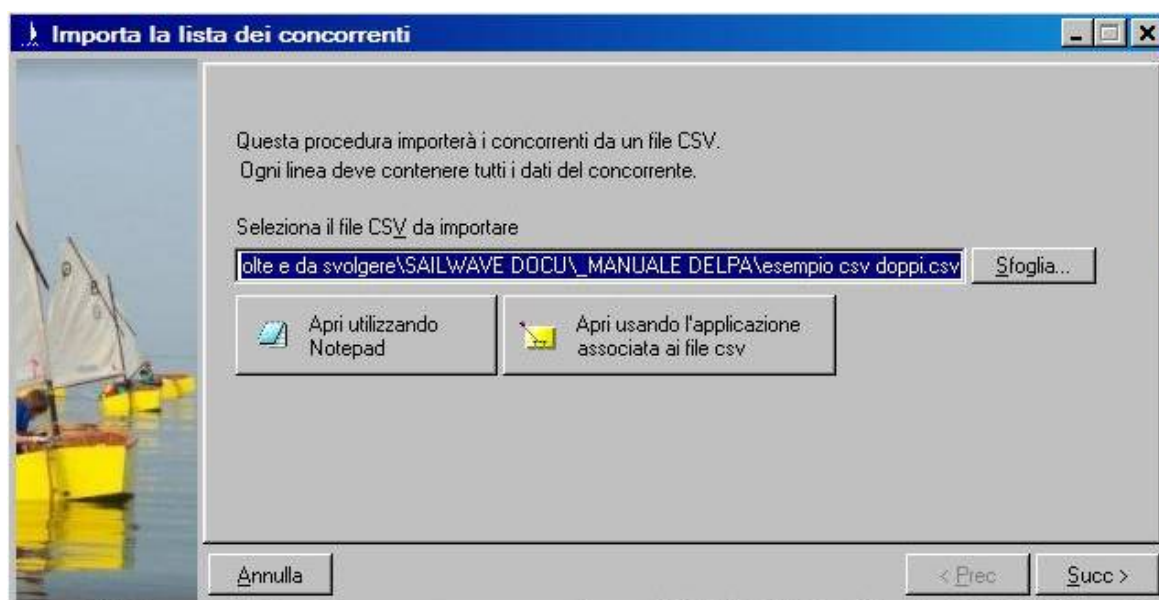 Importa la lista dei concorrenti
Questa procedura importerà i concorrenti da un file CSV.
Ogni linea deve contenere tutti i dati del concorrente.
Seleziona il file CSV da importare
olte e da svolgere\SAILWAVE DOCU\_MANUALE DELPA\esempio csv doppi.csv
Sfoglia...
Apri utilizzando
Notepad
Apri usando l'applicazione
associata ai file csv
Annulla
< Prec
Succ >